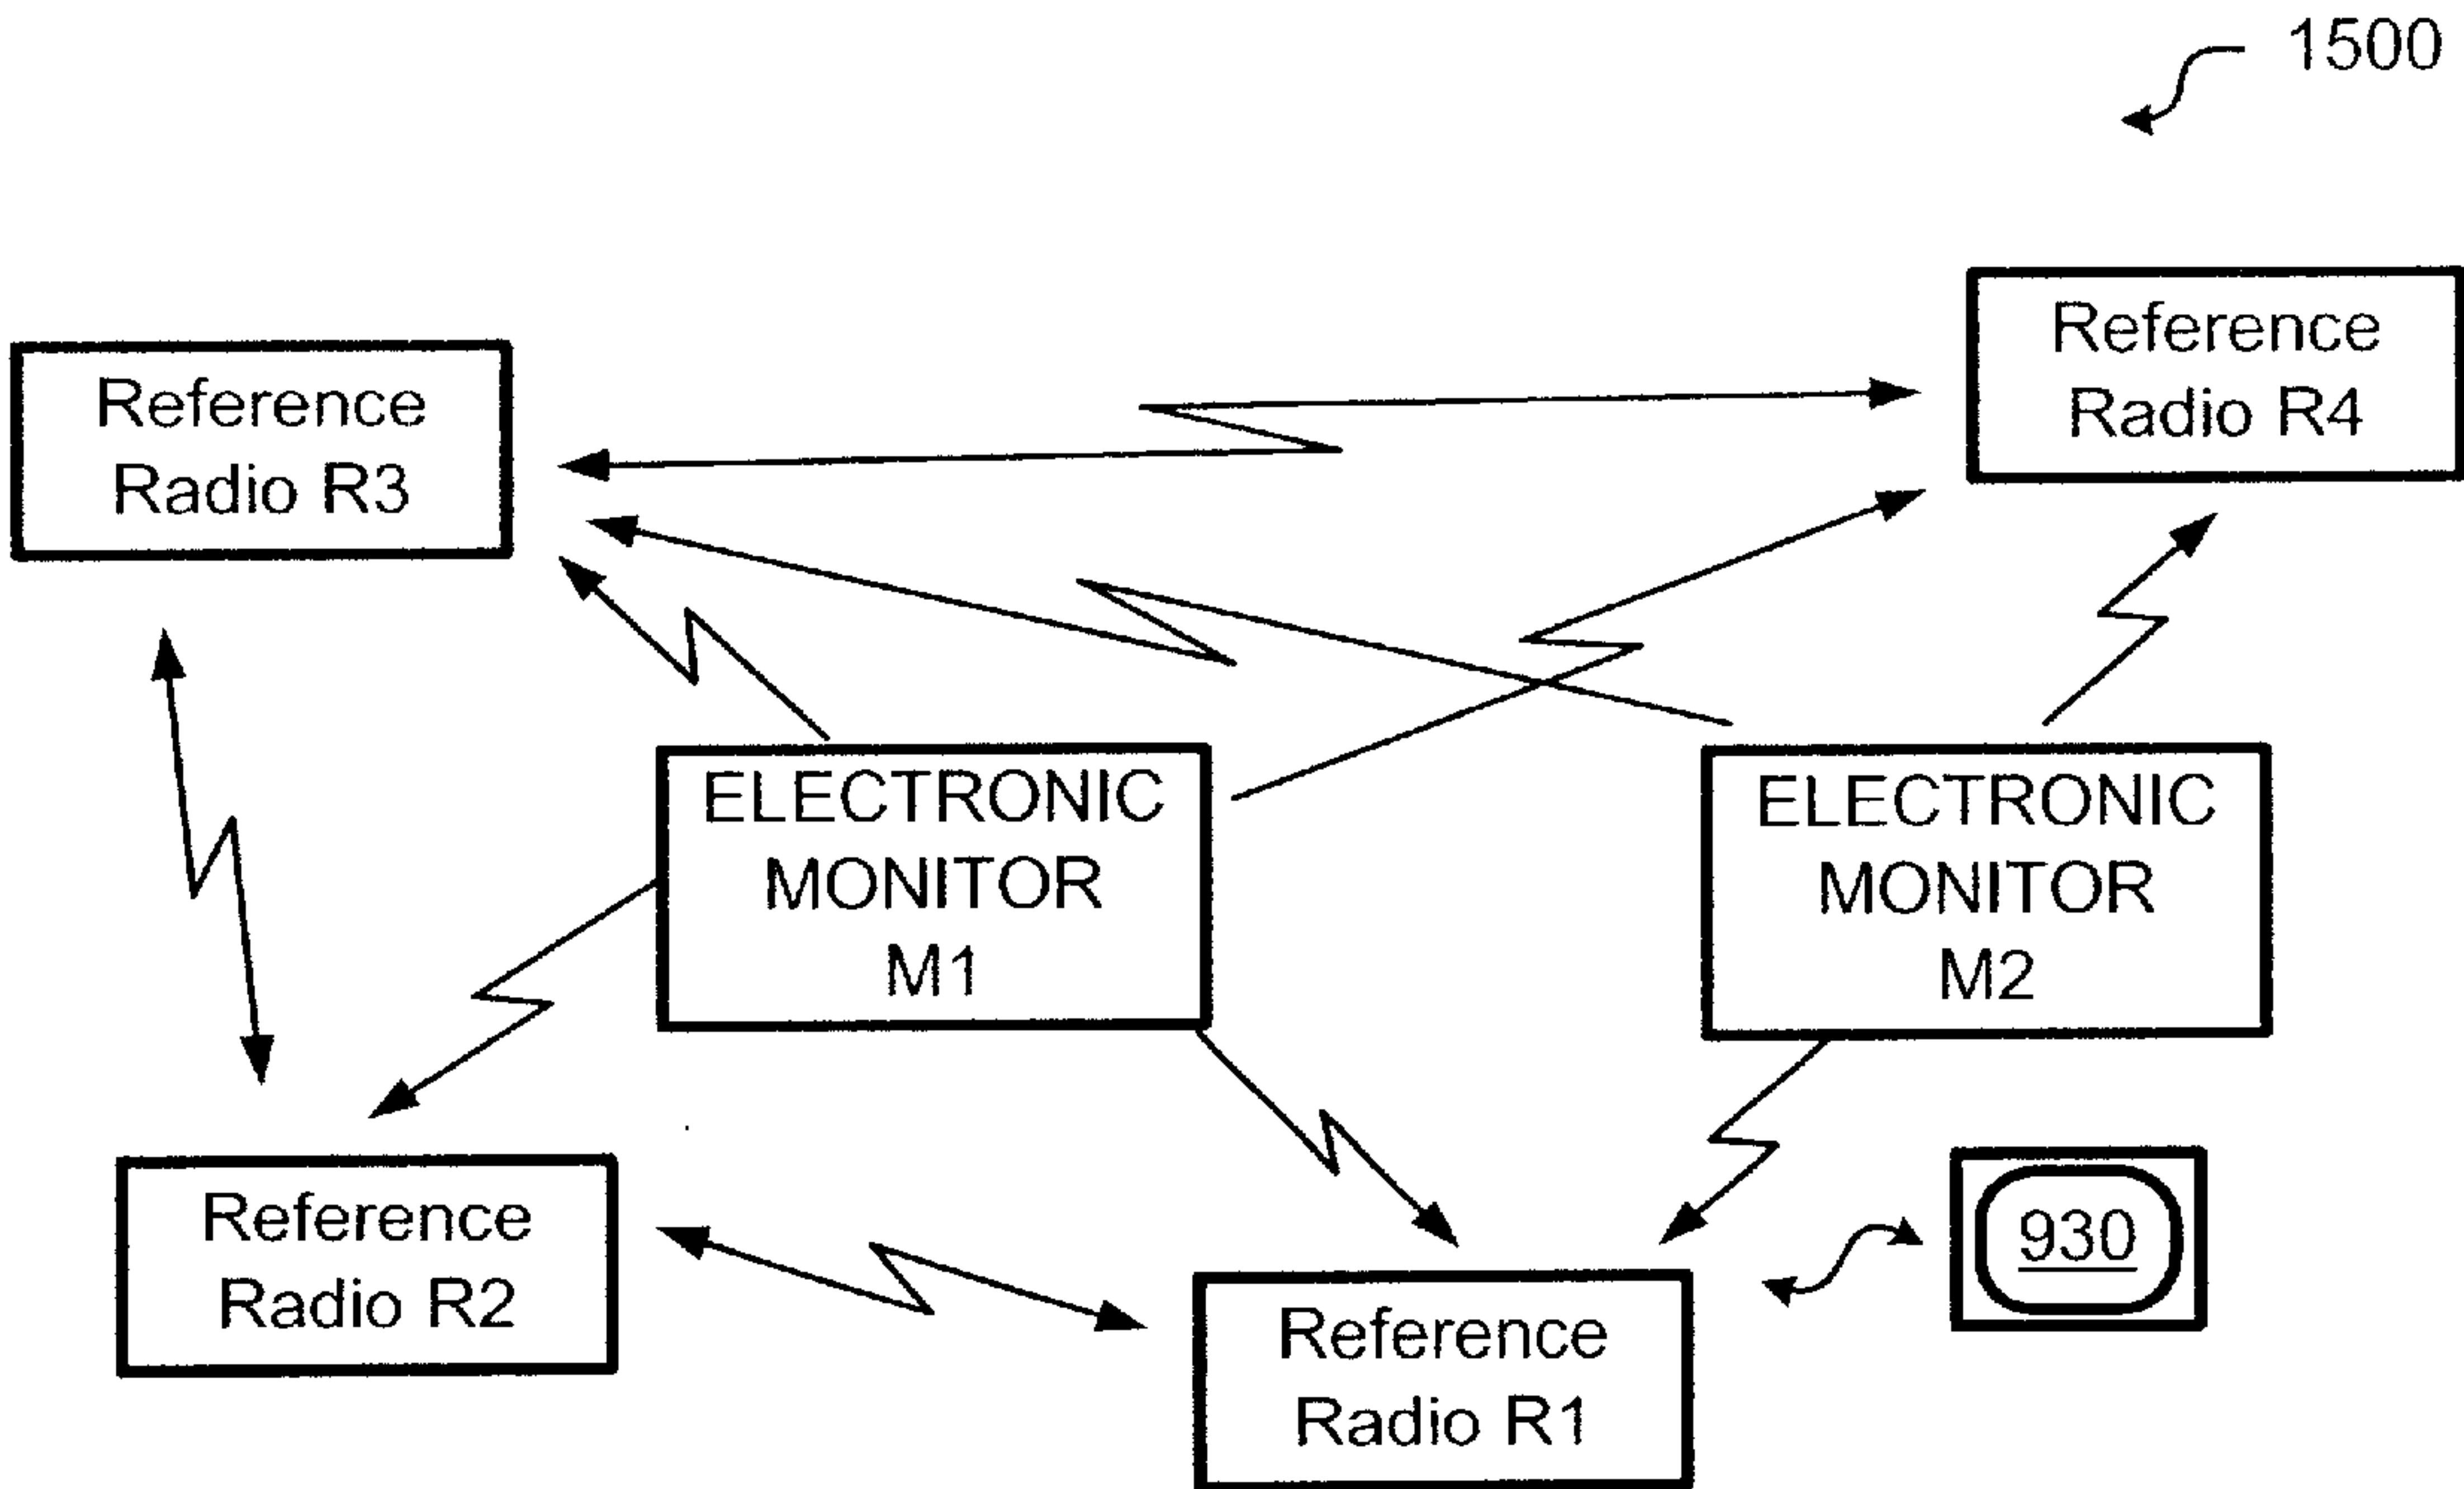 1500
Reference
Radio R4
Reference
Radio R3
ELECTRONIC
MONITOR
M1
ELECTRONIC
MONITOR
M2
Reference
Radio R2
930
Reference
Radio R1